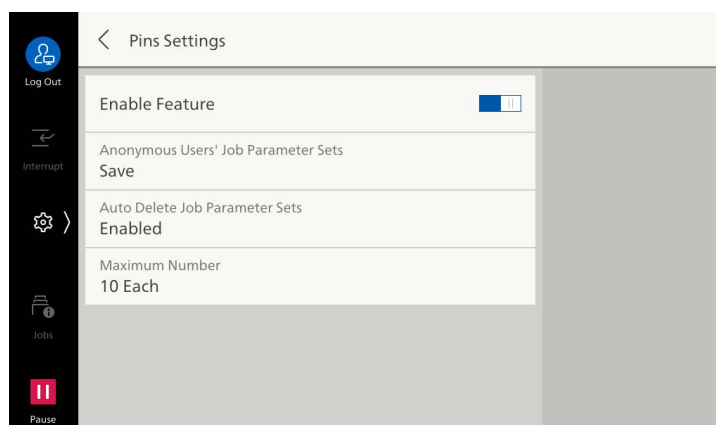 Pins Settings
Log Out
Enable Feature
Anonymous Users' Job Parameter Sets
Save
Interrupt
Auto Delete Job Parameter Sets
Enabled
Maximum Number
10 Each
Jobs
Pause